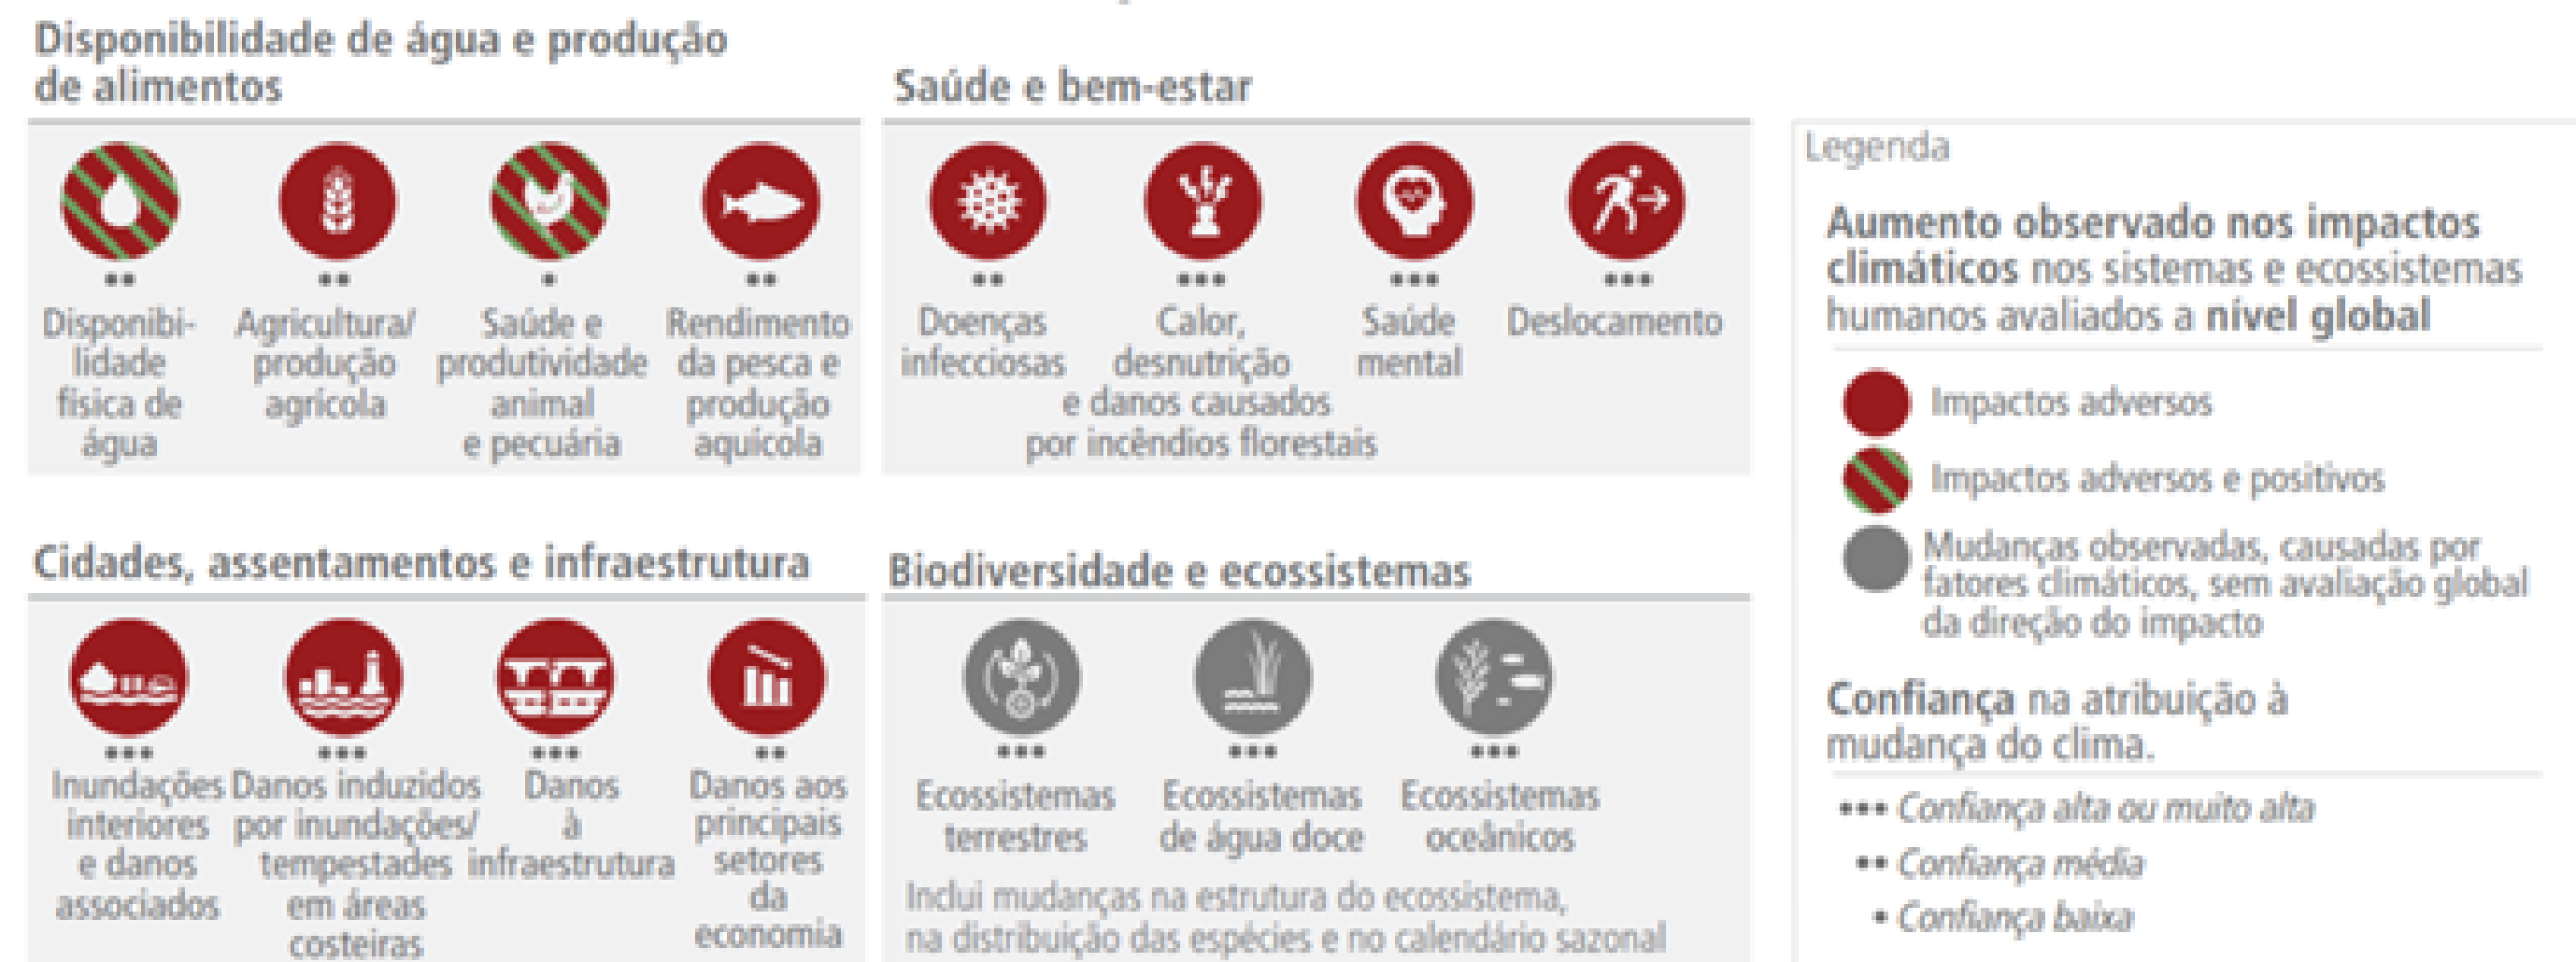 Disponibilidade de água e produção
de alimentos
Disponibi-
lidade
física de
água
Agricultura/
produção
agrícola
Saúde e
produtividade
animal
e pecuária
Rendimento
da pesca e
produção
aquícola
Saúde e bem-estar
Doenças
infecciosas
Calor,
desnutrição
e danos causados
por incêndios florestais
Saúde
mental
Deslocamento
Cidades, assentamentos e infraestrutura
Inundações
interiores
e danos
associados
Danos induzidos
por inundações/
tempestades
em áreas
costeiras
Danos
à
infraestrutura
Danos aos
principais
setores
da
economia
Biodiversidade e ecossistemas
Ecossistemas
terrestres
Ecossistemas
de água doce
Ecossistemas
oceânicos
Inclui mudanças na estrutura do ecossistema,
na distribuição das espécies e no calendário sazonal
Legenda
Aumento observado nos impactos
climáticos nos sistemas e ecossistemas
humanos avaliados a nível global
Impactos adversos
Impactos adversos e positivos
Mudanças observadas, causadas por
fatores climáticos, sem avaliação global
da direção do impacto
Confiança na atribuição à
mudança do clima.
••• Confiança alta ou muito alta
•• Confiança média
• Confiança baixa